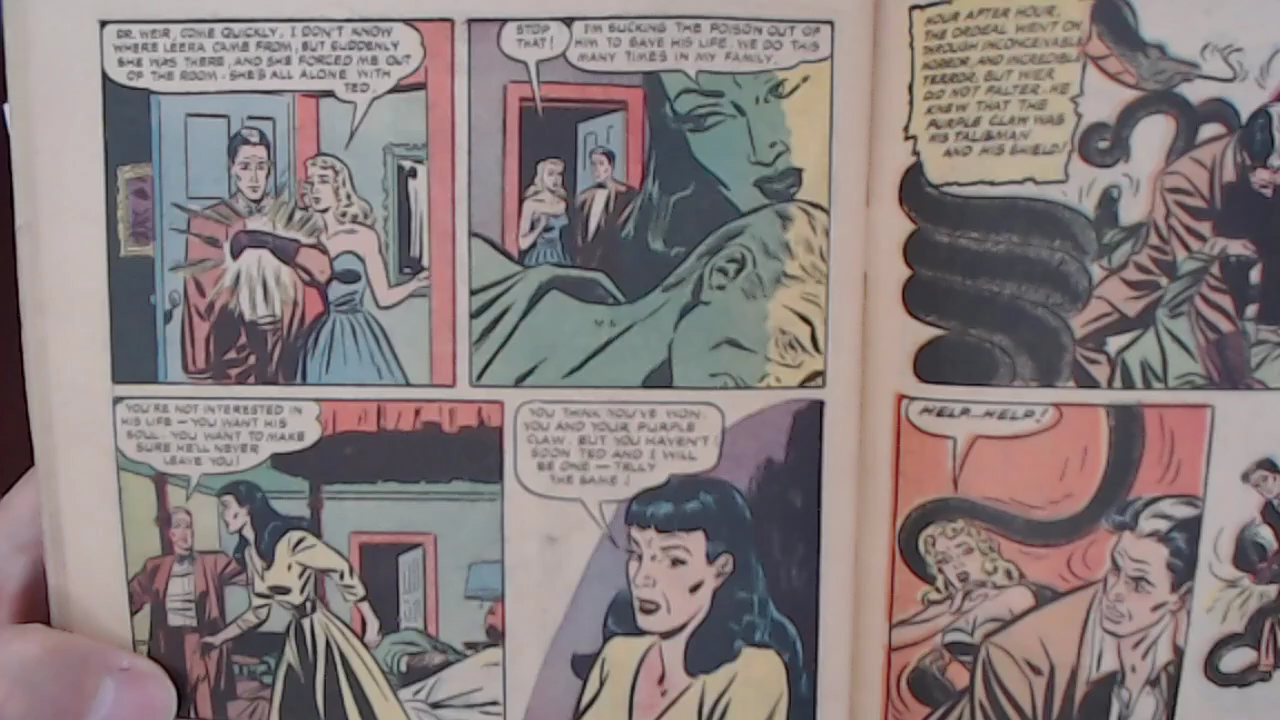 DR. WEIR, COME QUICKLY, I DON'T KNOW
WHERE LEERA CAME FROM, BUT SUDDENLY
SHE WAS THERE, AND SHE FORCED ME OUT
OF THE ROOM. SHE'S ALL ALONE WITH
TED.
STOP
THAT!
I'M SUCKING THE POISON OUT OF
HIM TO SAVE HIS LIFE. WE DO THIS
MANY TIMES IN MY FAMILY.
YOU'RE NOT INTERESTED IN
HIS LIFE - YOU WANT HIS
SOUL. YOU WANT TO MAKE
SURE HE'LL NEVER
LEAVE YOU!
YOU THINK YOU'VE WON.
YOU AND YOUR PURPLE
CLAW. BUT YOU HAVEN'T!
SOON TED AND I WILL
BE ONE - TRULY
THE SAME!
HOUR AFTER HOUR,
THE ORDEAL WENT ON
THROUGH INCONCEIVABLE
HORROR, AND INCREDIBLE
TERROR. BUT WIER
DID NOT FALTER. HE
KNEW THAT THE
PURPLE CLAW WAS
HIS TALISMAN
AND HIS SHIELD!
HELP--HELP!